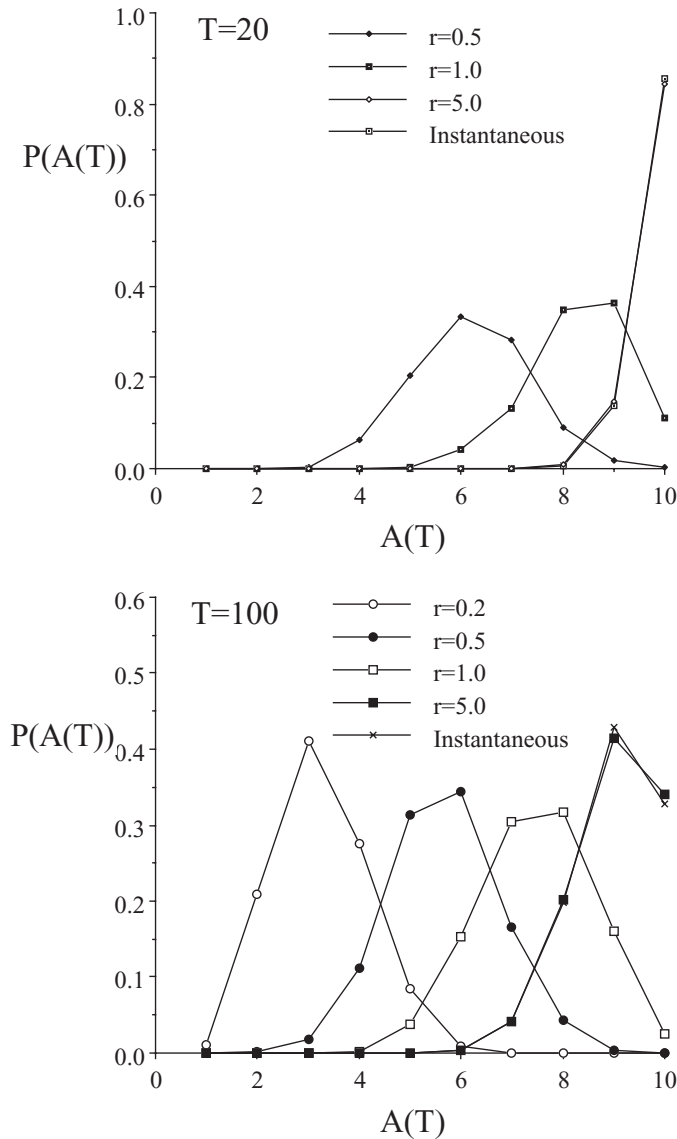 1.0
T=20
r=0.5
r=1.0
0.8
r=5.0
Instantaneous
P(A(T))
0.6
0.4
0.2
0.0
0 2 4 6 8 10
A(T)
0.6
T=100
r=0.2
r=0.5
0.5
r=1.0
r=5.0
P(A(T))
0.4
Instantaneous
0.3
0.2
0.1
0.0
0 2 4 6 8 10
A(T)